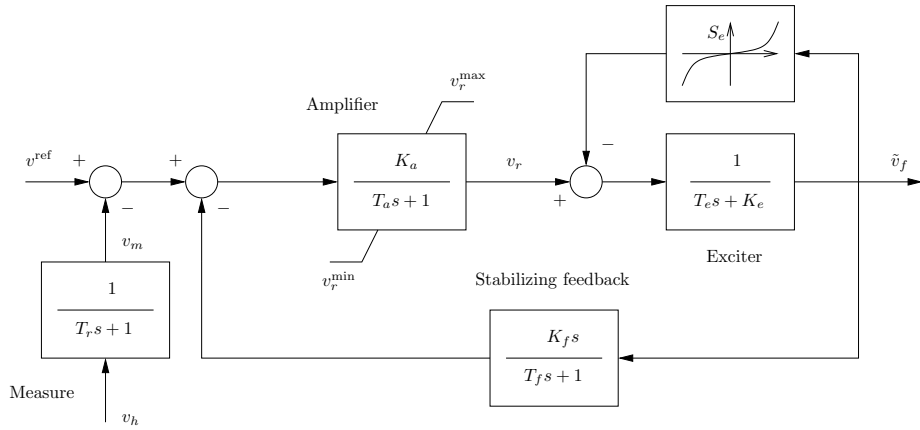 S_e
v_r^max
Amplifier
v^ref
+
+
K_a
T_a s + 1
v_r
−
+
1
T_e s + K_e
ṽ_f
−
−
v_m
v_r^min
Exciter
Stabilizing feedback
1
T_r s + 1
K_f s
T_f s + 1
Measure
v_h